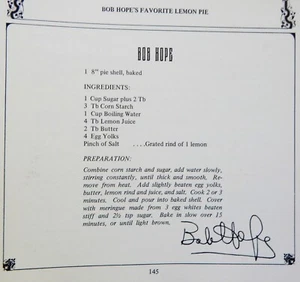 BOB HOPE'S FAVORITE LEMON PIE
BOB HOPE
1 8" pie shell, baked
INGREDIENTS:
1 Cup Sugar plus 2 Tb
3 Tb Corn Starch
1 Cup Boiling Water
4 Tb Lemon Juice
2 Tb Butter
4 Egg Yolks
Pinch of Salt ....Grated rind of 1 lemon
PREPARATION:
Combine corn starch and sugar, add water slowly,
stirring constantly, until thick and smooth. Re-
move from heat. Add slightly beaten egg yolks,
butter, lemon rind and juice, and salt. Cook 2 or 3
minutes. Cool and pour into baked shell. Cover
with meringue made from 3 egg whites beaten
stiff and 2½ tsp sugar. Bake in slow over 15
minutes, or until light brown.
Bob Hope
145